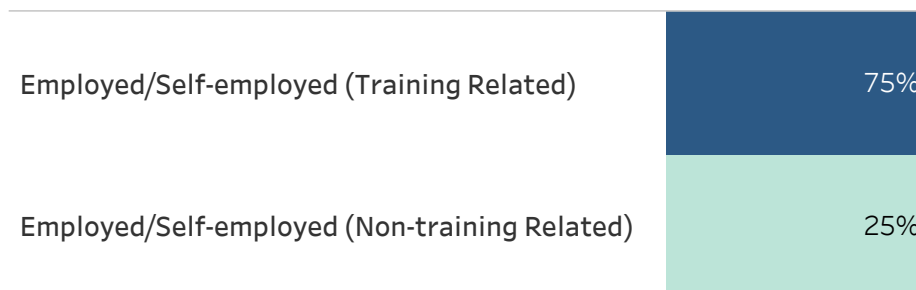 Employed/Self-employed (Training Related) 75%
Employed/Self-employed (Non-training Related) 25%